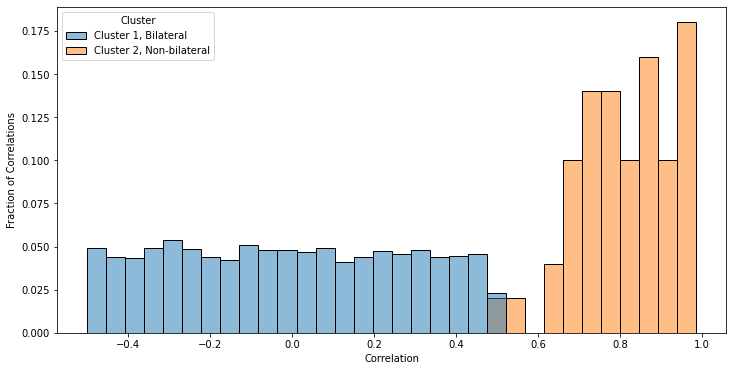 Cluster
Cluster 1, Bilateral
Cluster 2, Non-bilateral
Fraction of Correlations
0.175
0.150
0.125
0.100
0.075
0.050
0.025
0.000
−0.4 −0.2 0.0 0.2 0.4 0.6 0.8 1.0
Correlation